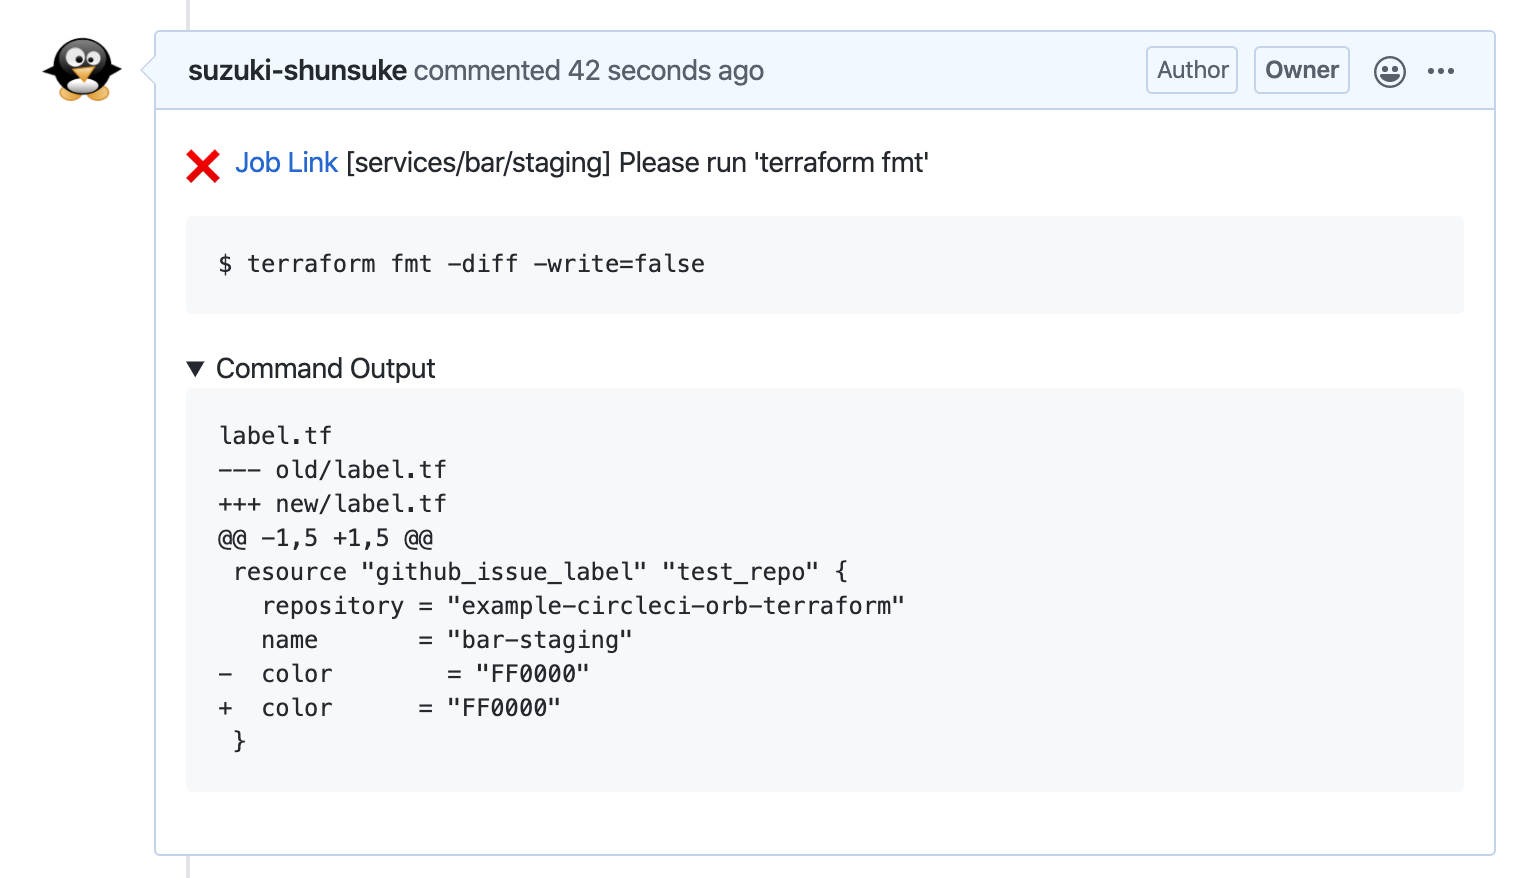 suzuki-shunsuke commented 42 seconds ago Author Owner
Job Link [services/bar/staging] Please run 'terraform fmt'
$ terraform fmt -diff -write=false
▼ Command Output
label.tf
--- old/label.tf
+++ new/label.tf
@@ -1,5 +1,5 @@
 resource "github_issue_label" "test_repo" {
   repository = "example-circleci-orb-terraform"
   name       = "bar-staging"
-  color        = "FF0000"
+  color      = "FF0000"
 }